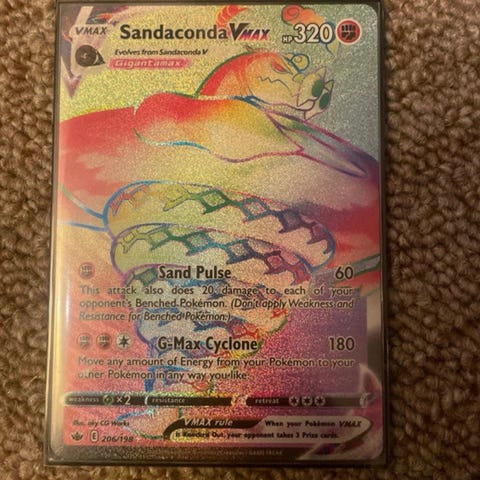 VMAX
Sandaconda VMAX HP 320
Evolves from Sandaconda V
Gigantamax
Sand Pulse 60
This attack also does 20 damage to each of your
opponent's Benched Pokémon. (Don't apply Weakness and
Resistance for Benched Pokémon.)
G-Max Cyclone 180
Move any amount of Energy from your Pokémon to your
other Pokémon in any way you like.
weakness ×2 resistance retreat
Illus. aky CG Works
VMAX rule When your Pokémon VMAX
is Knocked Out, your opponent takes 3 Prize cards.
E 206/198
GAME FREAK